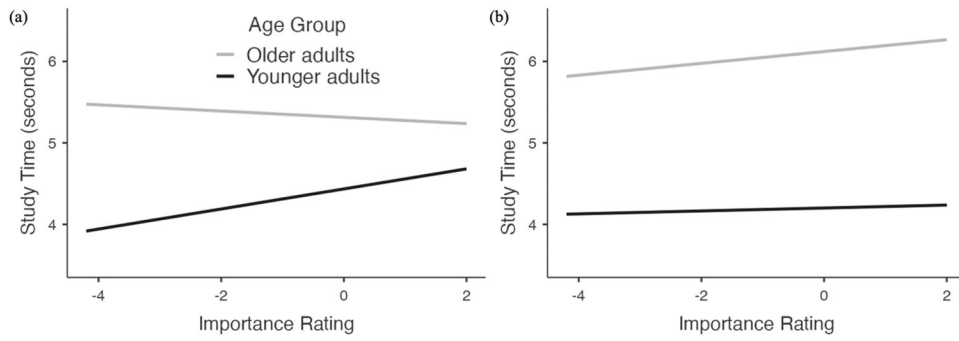 (a)
Age Group
Older adults
Younger adults
Study Time (seconds)
6
5
4
-4
-2
0
2
Importance Rating
(b)
Study Time (seconds)
6
5
4
-4
-2
0
2
Importance Rating